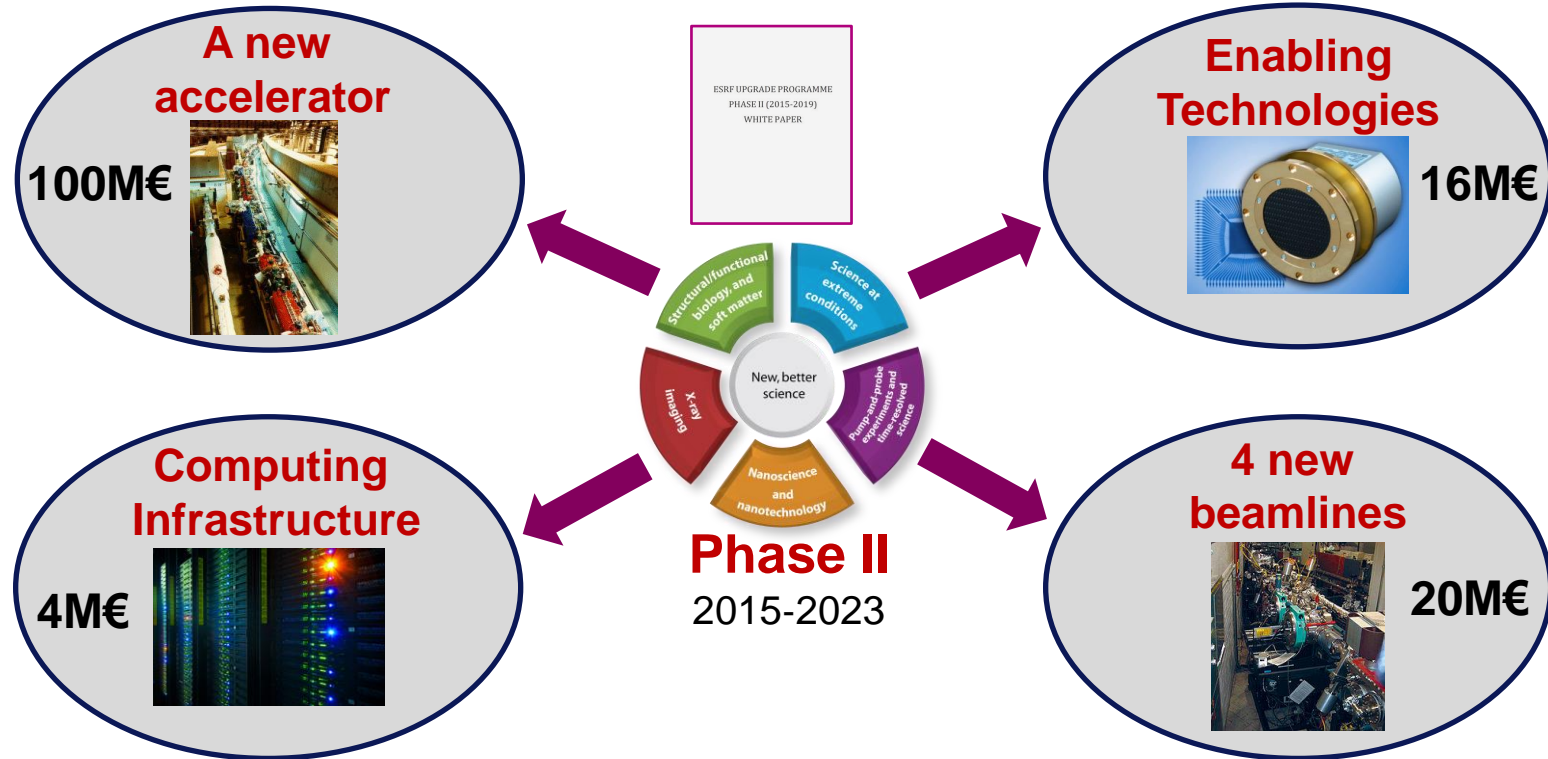 A new
accelerator
100M€
ESRF UPGRADE PROGRAMME
PHASE II (2015-2019)
WHITE PAPER
Enabling
Technologies
16M€
Structural/functional
biology, and
soft matter
Science at
extreme
conditions
New, better
science
X-ray
imaging
Pump-and-probe
experiments and
time-resolved
science
Nanoscience
and
nanotechnology
Computing
Infrastructure
4M€
Phase II
2015-2023
4 new
beamlines
20M€